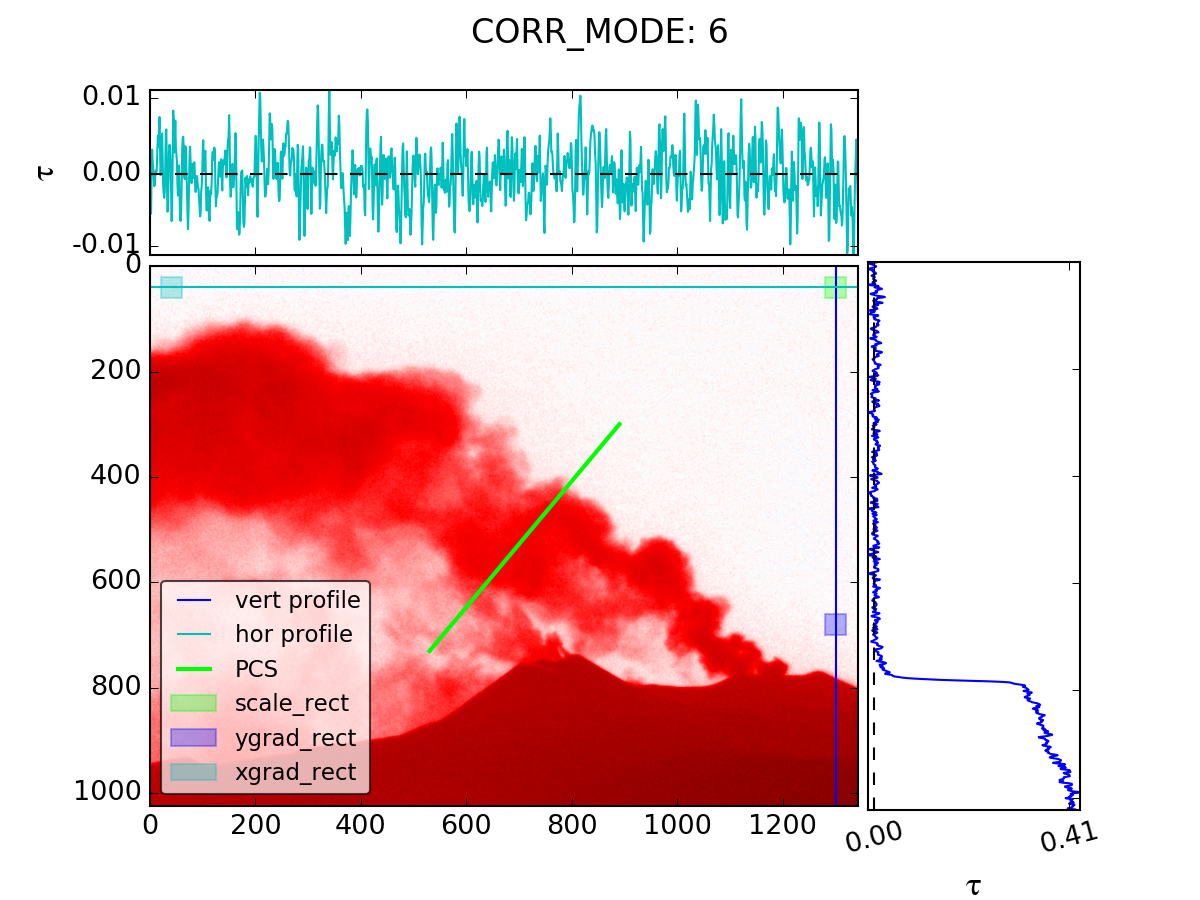 CORR_MODE: 6
0.01
0.00
-0.01
τ
0
200
400
600
800
1000
vert profile
hor profile
PCS
scale_rect
ygrad_rect
xgrad_rect
0 200 400 600 800 1000 1200
0.00 0.41
τ